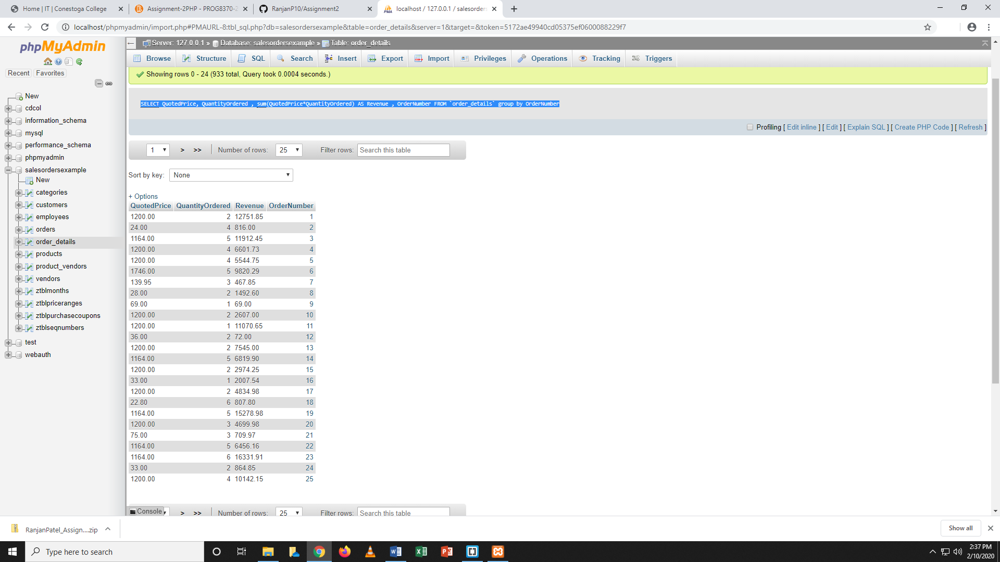 Home | IT | Conestoga College
Assignment-2PHP - PROG8370-2
RanjanP10/Assignment2
localhost / 127.0.0.1 / salesorders
localhost/phpmyadmin/import.php#PMAURL-8:tbl_sql.php?db=salesordersexample&table=order_details&server=1&target=&token=5172ae49940cd05375ef0600088229f7
phpMyAdmin
Recent Favorites
New
cdcol
information_schema
mysql
performance_schema
phpmyadmin
salesordersexample
New
categories
customers
employees
orders
order_details
products
product_vendors
vendors
ztblmonths
ztblpriceranges
ztblpurchasecoupons
ztblseqnumbers
test
webauth
Server: 127.0.0.1 » Database: salesordersexample » Table: order_details
Browse Structure SQL Search Insert Export Import Privileges Operations Tracking Triggers
Showing rows 0 - 24 (933 total, Query took 0.0004 seconds.)
SELECT QuotedPrice, QuantityOrdered , sum(QuotedPrice*QuantityOrdered) AS Revenue , OrderNumber FROM `order_details` group by OrderNumber
Profiling [ Edit inline ] [ Edit ] [ Explain SQL ] [ Create PHP Code ] [ Refresh ]
1 > >> Number of rows: 25 Filter rows: Search this table
Sort by key: None
+ Options
QuotedPrice QuantityOrdered Revenue OrderNumber
1200.00 2 12751.85 1
24.00 4 816.00 2
1164.00 5 11912.45 3
1200.00 4 6601.73 4
1200.00 4 5544.75 5
1746.00 5 9820.29 6
139.95 3 467.85 7
28.00 2 1492.60 8
69.00 1 69.00 9
1200.00 2 2607.00 10
1200.00 1 11070.65 11
36.00 2 72.00 12
1200.00 2 7545.00 13
1164.00 5 6819.90 14
1200.00 2 2974.25 15
33.00 1 2007.54 16
1200.00 2 4834.98 17
22.80 6 807.80 18
1164.00 5 15278.98 19
1200.00 3 4699.98 20
75.00 3 709.97 21
1164.00 5 6456.16 22
1164.00 6 16331.91 23
33.00 2 864.85 24
1200.00 4 10142.15 25
Console > >> Number of rows: 25 Filter rows: Search this table
RanjanPatel_Assign....zip
Show all
Type here to search
2:37 PM
2/10/2020